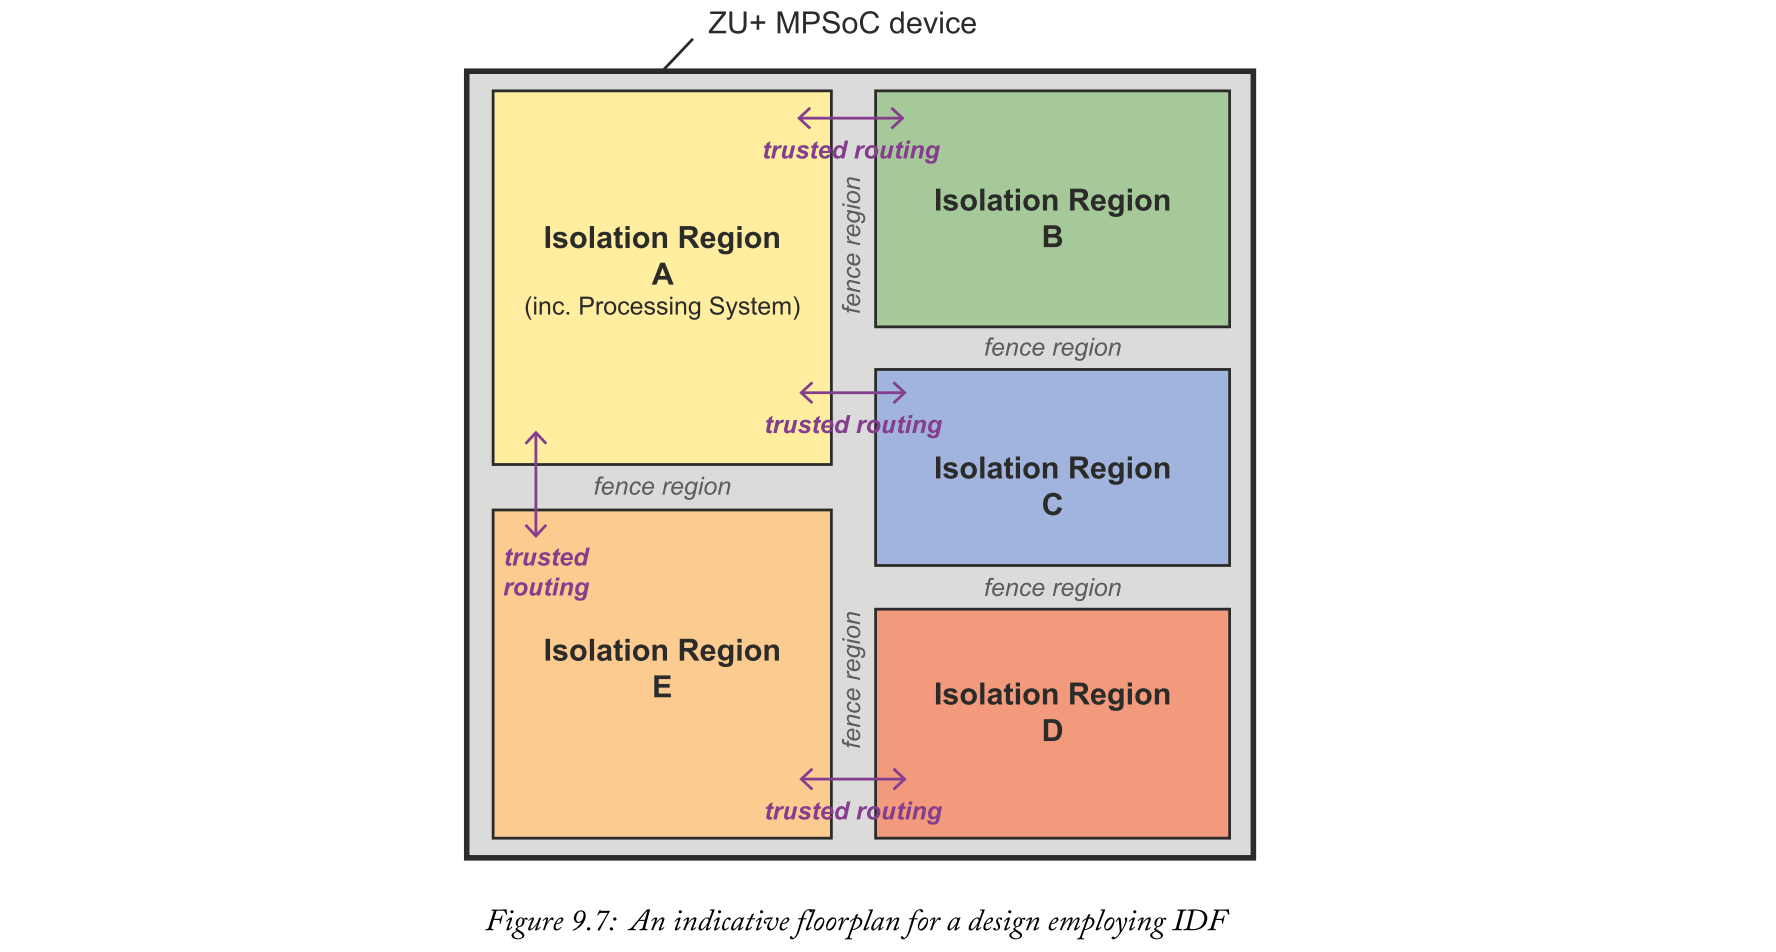 ZU+ MPSoC device
trusted routing
Isolation Region
A
(inc. Processing System)
fence region
Isolation Region
B
fence region
trusted routing
Isolation Region
C
fence region
fence region
trusted
routing
Isolation Region
E
fence region
Isolation Region
D
trusted routing
Figure 9.7: An indicative floorplan for a design employing IDF